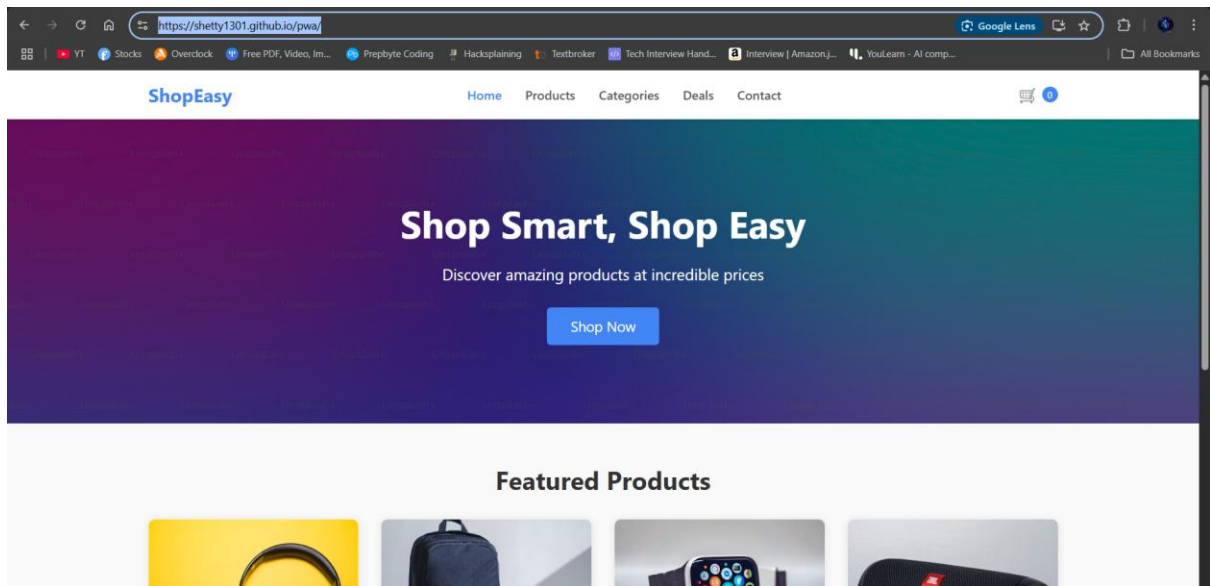 https://shetty1301.github.io/pwa/
Google Lens
YT
Stocks
Overclock
Free PDF, Video, Im...
Prepbyte Coding
Hacksplaining
Textbroker
Tech Interview Hand...
Interview | Amazon.j...
YouLearn - AI comp...
All Bookmarks
ShopEasy
Home Products Categories Deals Contact
0
Shop Smart, Shop Easy
Discover amazing products at incredible prices
Shop Now
Featured Products